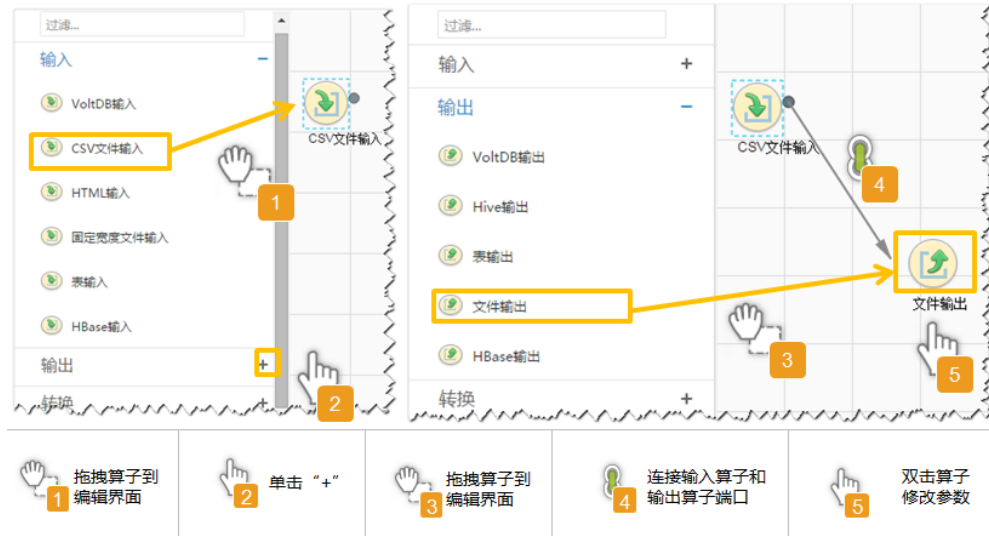 过滤...
输入
VoltDB输入
CSV文件输入
HTML输入
固定宽度文件输入
表输入
HBase输入
输出
+
转换
+
CSV文件输入
1
2
过滤...
输入
+
输出
VoltDB输出
Hive输出
表输出
文件输出
HBase输出
转换
+
CSV文件输入
4
文件输出
3
5
1
拖拽算子到
编辑界面
2
单击“+”
3
拖拽算子到
编辑界面
4
连接输入算子和
输出算子端口
5
双击算子
修改参数